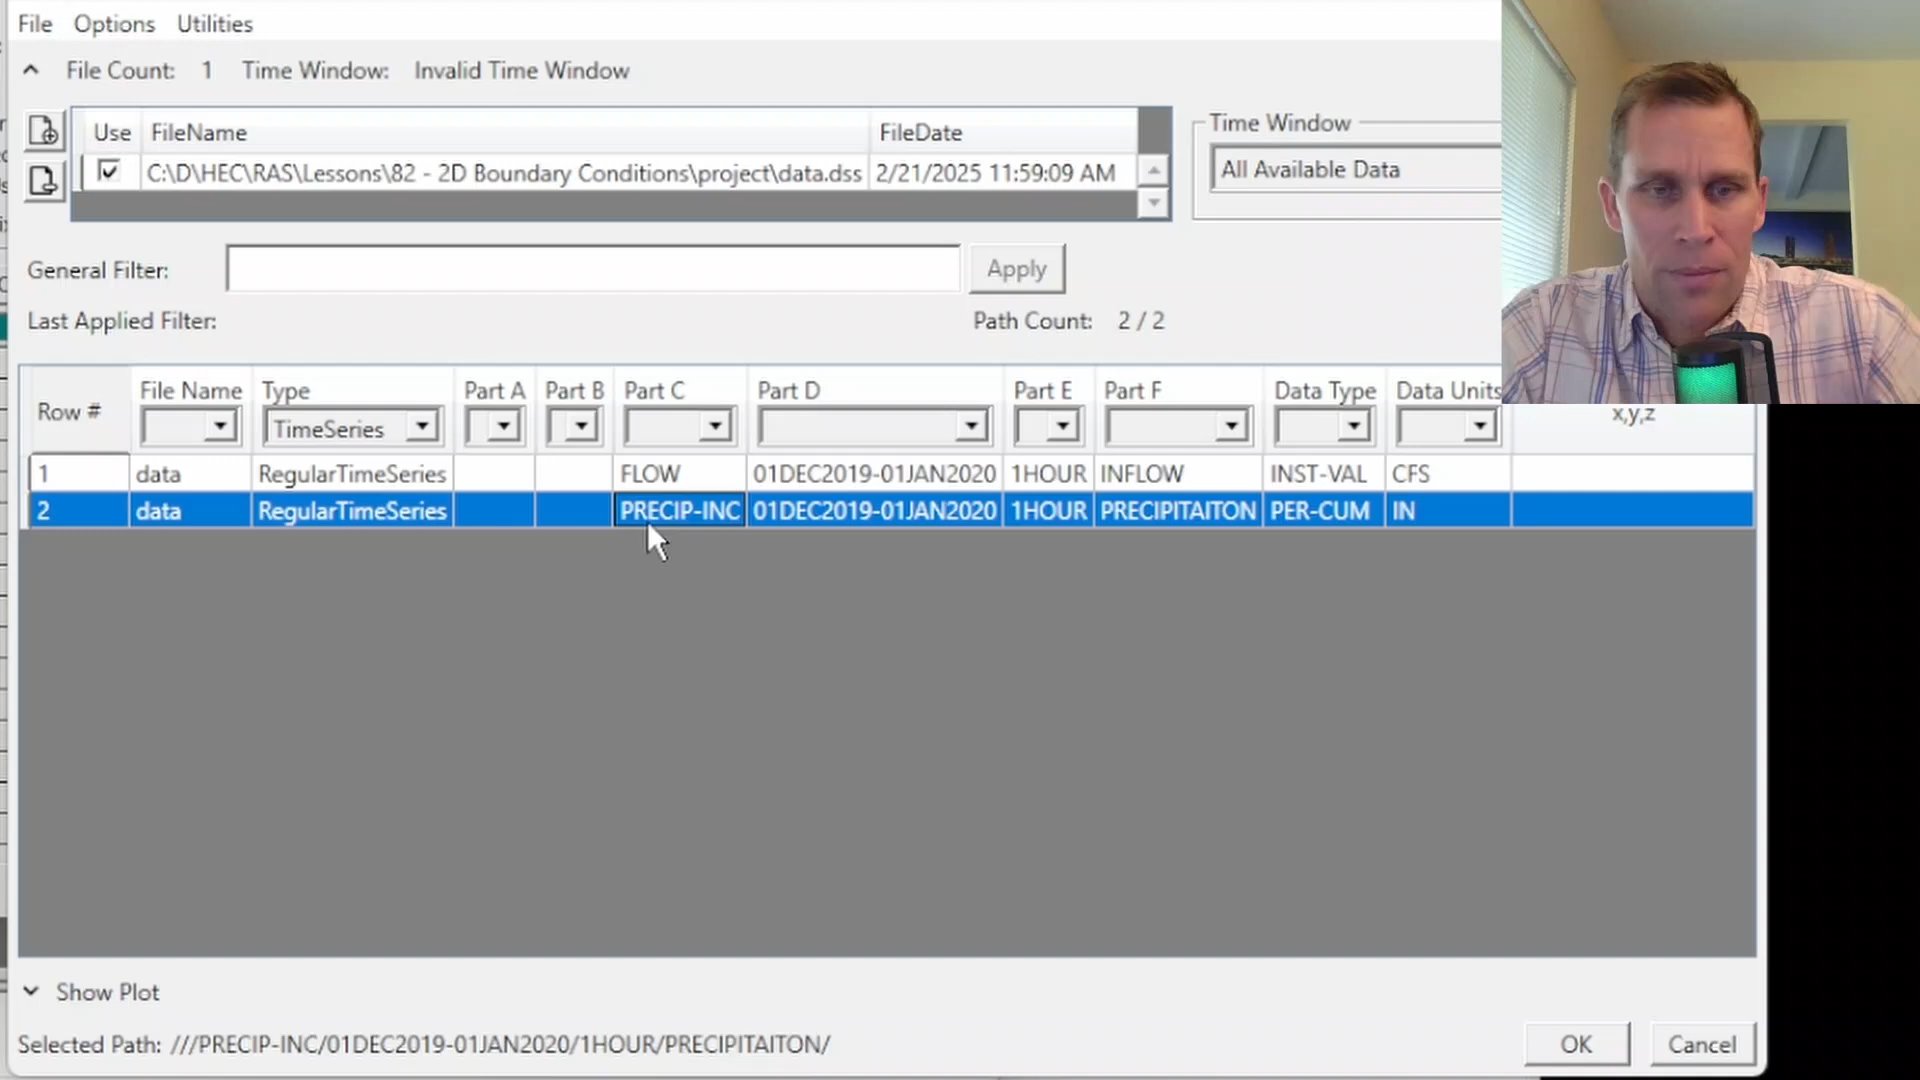 File Options Utilities
File Count: 1 Time Window: Invalid Time Window
Use FileName FileDate
C:\D\HEC\RAS\Lessons\82 - 2D Boundary Conditions\project\data.dss 2/21/2025 11:59:09 AM
Time Window
All Available Data
General Filter: Apply
Last Applied Filter: Path Count: 2 / 2
Row # File Name Type Part A Part B Part C Part D Part E Part F Data Type Data Units x,y,z
TimeSeries
1 data RegularTimeSeries FLOW 01DEC2019-01JAN2020 1HOUR INFLOW INST-VAL CFS
2 data RegularTimeSeries PRECIP-INC 01DEC2019-01JAN2020 1HOUR PRECIPITAITON PER-CUM IN
Show Plot
Selected Path: ///PRECIP-INC/01DEC2019-01JAN2020/1HOUR/PRECIPITAITON/
OK Cancel